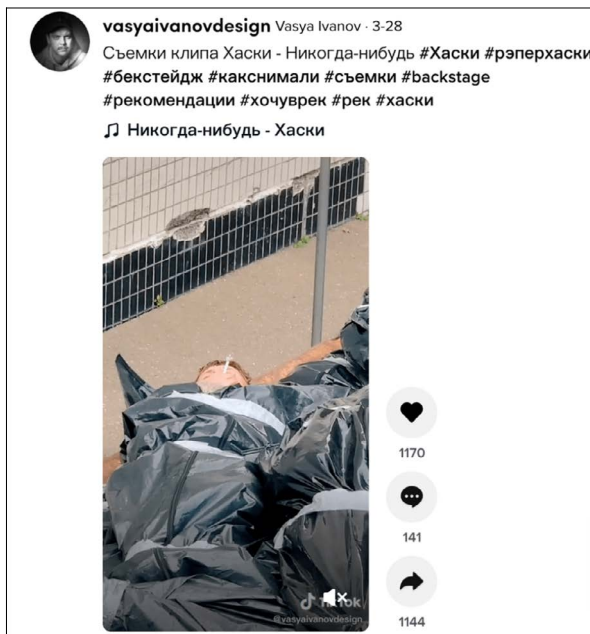 vasyaivanovdesign Vasya Ivanov · 3-28
Съемки клипа Хаски - Никогда-нибудь #Хаски #рэперхаски
#бекстейдж #какснимали #съемки #backstage
#рекомендации #хочуврек #рек #хаски
Никогда-нибудь - Хаски
1170
141
1144
TikTok
@vasyaivanovdesign